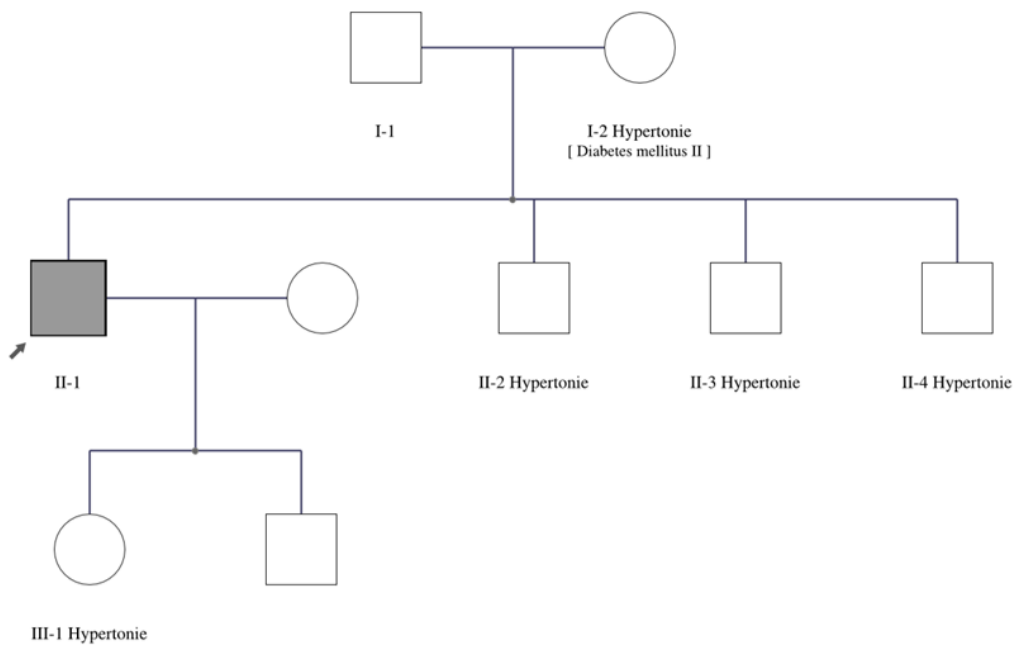 I-1
I-2 Hypertonie
[ Diabetes mellitus II ]
II-1
II-2 Hypertonie
II-3 Hypertonie
II-4 Hypertonie
III-1 Hypertonie